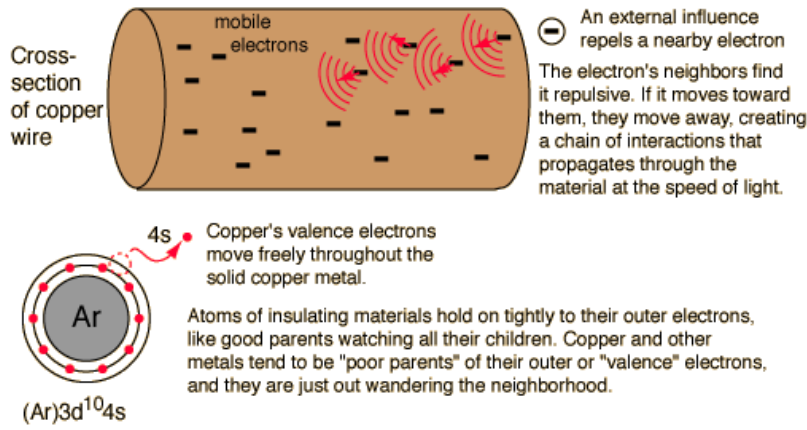 mobile
electrons
Cross-
section
of copper
wire
An external influence
repels a nearby electron
The electron's neighbors find
it repulsive. If it moves toward
them, they move away, creating
a chain of interactions that
propagates through the
material at the speed of light.
4s
Copper's valence electrons
move freely throughout the
solid copper metal.
Ar
(Ar)3d¹⁰4s
Atoms of insulating materials hold on tightly to their outer electrons,
like good parents watching all their children. Copper and other
metals tend to be "poor parents" of their outer or "valence" electrons,
and they are just out wandering the neighborhood.